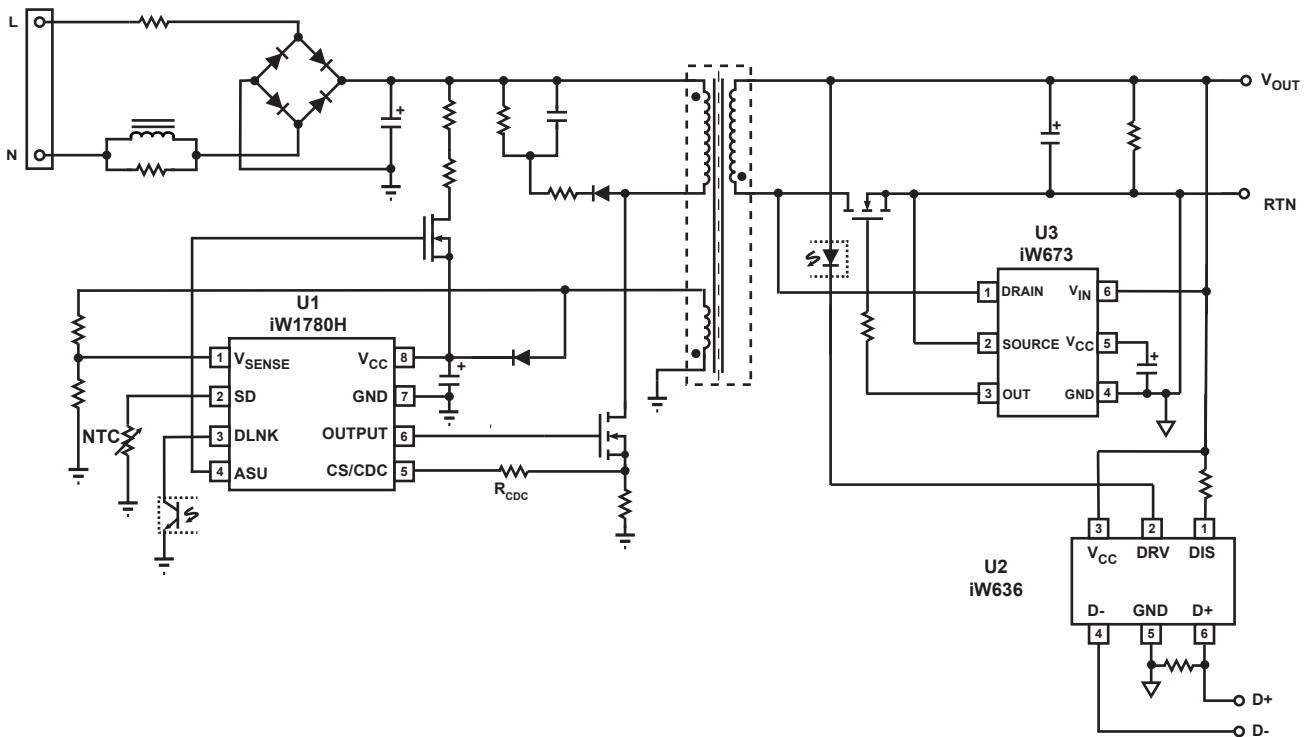 L
N
V_OUT
RTN
U3
iW673
1 DRAIN V_IN 6
2 SOURCE V_CC 5
3 OUT GND 4
+
+
+
+
U1
iW1780H
1 V_SENSE V_CC 8
2 SD GND 7
3 DLNK OUTPUT 6
4 ASU CS/CDC 5
NTC
R_CDC
U2
iW636
3 2 1
V_CC DRV DIS
D- GND D+
4 5 6
D+
D-